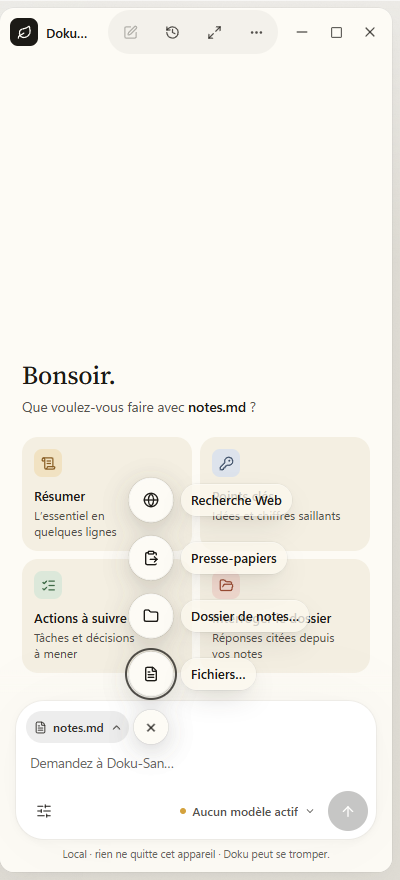 Doku...
Bonsoir.
Que voulez-vous faire avec notes.md ?
Résumer
L'essentiel en
quelques lignes
Recherche Web
Idées et chiffres saillants
Presse-papiers
Actions à suivre
Tâches et décisions
à mener
Dossier de notes...
Réponses citées depuis
vos notes
Fichiers...
notes.md
Demandez à Doku-San...
Aucun modèle actif
Local · rien ne quitte cet appareil · Doku peut se tromper.